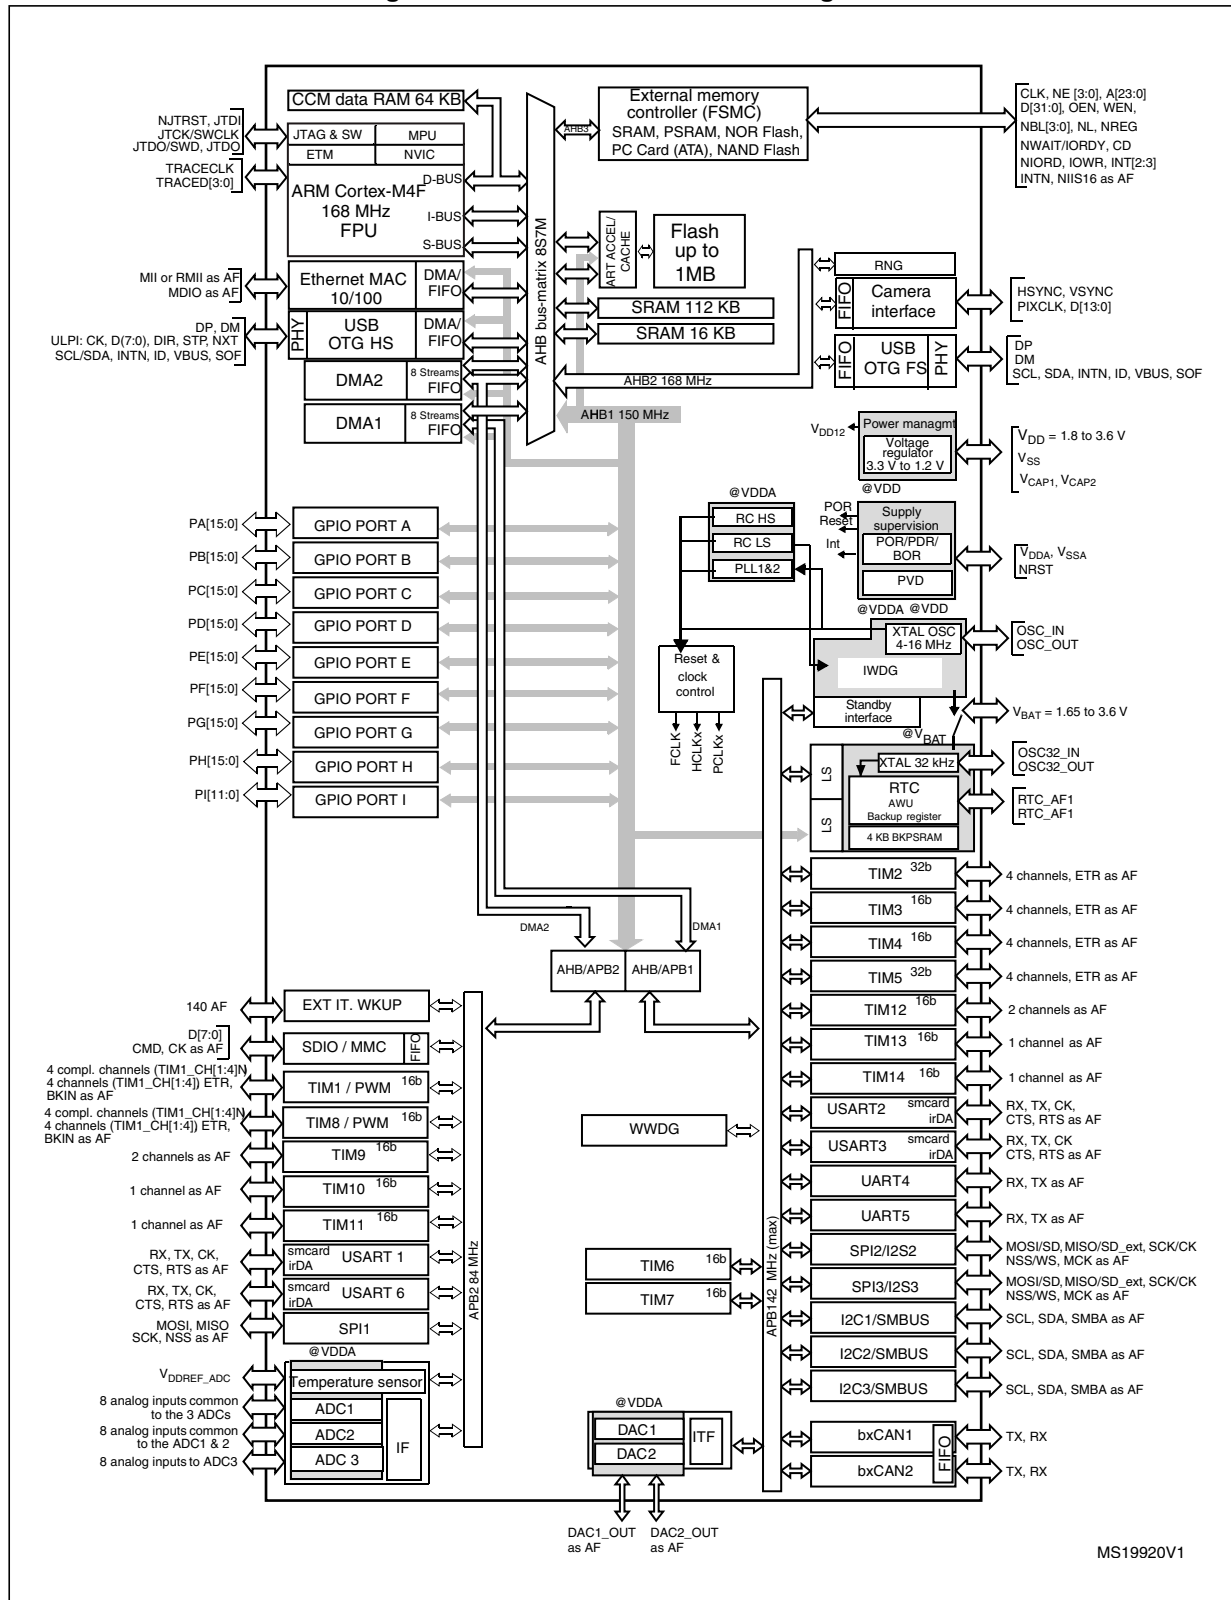 CCM data RAM 64 KB
NJTRST, JTDI
JTCK/SWCLK
JTDO/SWD, JTDO
TRACECLK
TRACED[3:0]
JTAG & SW
MPU
ETM
NVIC
ARM Cortex-M4F
168 MHz
FPU
D-BUS
I-BUS
S-BUS
MII or RMII as AF
MDIO as AF
Ethernet MAC
10/100
DMA/
FIFO
DP, DM
ULPI: CK, D(7:0), DIR, STP, NXT
SCL/SDA, INTN, ID, VBUS, SOF
PHY
USB
OTG HS
DMA/
FIFO
DMA2
8 Streams
FIFO
DMA1
8 Streams
FIFO
AHB bus-matrix 8S7M
AHB3
External memory
controller (FSMC)
SRAM, PSRAM, NOR Flash,
PC Card (ATA), NAND Flash
CLK, NE [3:0], A[23:0]
D[31:0], OEN, WEN,
NBL[3:0], NL, NREG
NWAIT/IORDY, CD
NIORD, IOWR, INT[2:3]
INTN, NIIS16 as AF
ART ACCEL/
CACHE
Flash
up to
1MB
SRAM 112 KB
SRAM 16 KB
AHB2 168 MHz
AHB1 150 MHz
RNG
FIFO
Camera
interface
HSYNC, VSYNC
PIXCLK, D[13:0]
FIFO
USB
OTG FS
PHY
DP
DM
SCL, SDA, INTN, ID, VBUS, SOF
VDD12
Power managmt
Voltage
regulator
3.3 V to 1.2 V
VDD = 1.8 to 3.6 V
VSS
VCAP1, VCAP2
@VDD
@VDDA
RC HS
RC LS
PLL1&2
POR
Reset
Int
Supply
supervision
POR/PDR/
BOR
PVD
VDDA, VSSA
NRST
@VDDA @VDD
XTAL OSC
4-16 MHz
OSC_IN
OSC_OUT
IWDG
Standby
interface
VBAT = 1.65 to 3.6 V
@VBAT
Reset &
clock
control
FCLK
HCLKx
PCLKx
LS
LS
XTAL 32 kHz
RTC
AWU
Backup register
4 KB BKPSRAM
OSC32_IN
OSC32_OUT
RTC_AF1
RTC_AF1
PA[15:0]
GPIO PORT A
PB[15:0]
GPIO PORT B
PC[15:0]
GPIO PORT C
PD[15:0]
GPIO PORT D
PE[15:0]
GPIO PORT E
PF[15:0]
GPIO PORT F
PG[15:0]
GPIO PORT G
PH[15:0]
GPIO PORT H
PI[11:0]
GPIO PORT I
DMA2
DMA1
AHB/APB2
AHB/APB1
140 AF
EXT IT. WKUP
D[7:0]
CMD, CK as AF
SDIO / MMC
FIFO
4 compl. channels (TIM1_CH[1:4]N
4 channels (TIM1_CH[1:4]) ETR,
BKIN as AF
TIM1 / PWM 16b
4 compl. channels (TIM1_CH[1:4]N
4 channels (TIM1_CH[1:4]) ETR,
BKIN as AF
TIM8 / PWM 16b
2 channels as AF
TIM9 16b
1 channel as AF
TIM10 16b
1 channel as AF
TIM11 16b
RX, TX, CK,
CTS, RTS as AF
smcard
irDA
USART 1
RX, TX, CK,
CTS, RTS as AF
smcard
irDA
USART 6
MOSI, MISO
SCK, NSS as AF
SPI1
@VDDA
VDDREF_ADC
Temperature sensor
8 analog inputs common
to the 3 ADCs
ADC1
8 analog inputs common
to the ADC1 & 2
ADC2
8 analog inputs to ADC3
ADC 3
IF
APB2 84 MHz
WWDG
TIM6 16b
TIM7 16b
@VDDA
DAC1
DAC2
ITF
DAC1_OUT
as AF
DAC2_OUT
as AF
APB142 MHz (max)
TIM2 32b
4 channels, ETR as AF
TIM3 16b
4 channels, ETR as AF
TIM4 16b
4 channels, ETR as AF
TIM5 32b
4 channels, ETR as AF
TIM12 16b
2 channels as AF
TIM13 16b
1 channel as AF
TIM14 16b
1 channel as AF
USART2
smcard
irDA
RX, TX, CK,
CTS, RTS as AF
USART3
smcard
irDA
RX, TX, CK
CTS, RTS as AF
UART4
RX, TX as AF
UART5
RX, TX as AF
SPI2/I2S2
MOSI/SD, MISO/SD_ext, SCK/CK
NSS/WS, MCK as AF
SPI3/I2S3
MOSI/SD, MISO/SD_ext, SCK/CK
NSS/WS, MCK as AF
I2C1/SMBUS
SCL, SDA, SMBA as AF
I2C2/SMBUS
SCL, SDA, SMBA as AF
I2C3/SMBUS
SCL, SDA, SMBA as AF
bxCAN1
TX, RX
bxCAN2
TX, RX
FIFO
MS19920V1